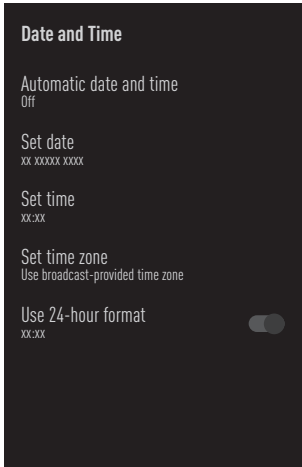 Date and Time
Automatic date and time
Off
Set date
xx xxxxx xxxx
Set time
xx:xx
Set time zone
Use broadcast-provided time zone
Use 24-hour format
xx:xx